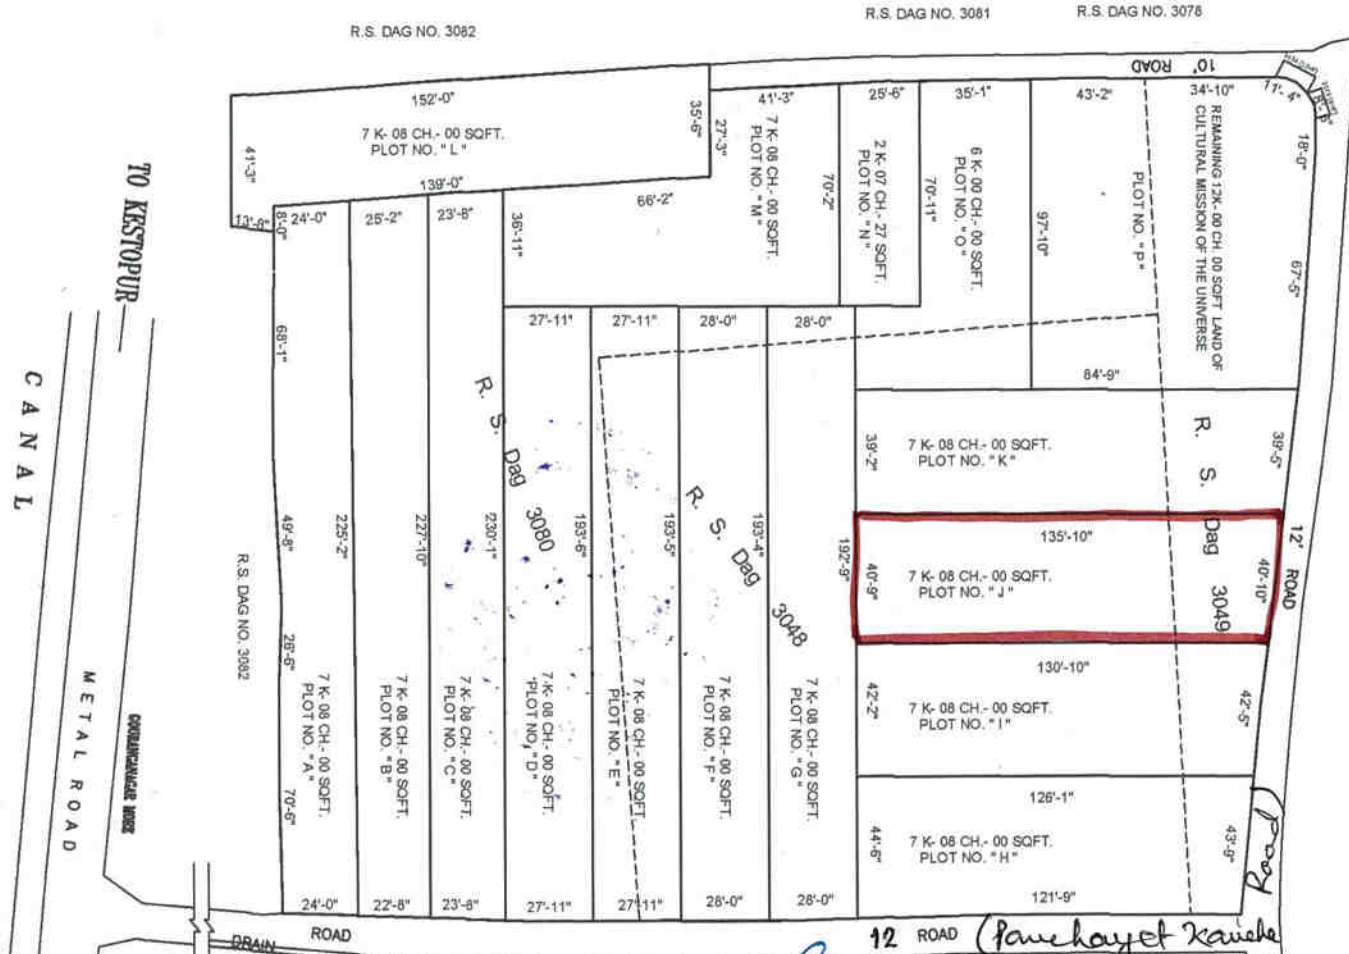 R.S. DAG NO. 3082
R.S. DAG NO. 3081
R.S. DAG NO. 3078
10' ROAD
152'-0"
7 K- 08 CH.- 00 SQFT.
PLOT NO. "L"
139'-0"
35'-6"
41'-3"
13'-9"
27'-3"
41'-3"
7 K- 08 CH.- 00 SQFT.
PLOT NO. "M"
66'-2"
36'-11"
70'-2"
25'-6"
2 K- 07 CH.- 27 SQFT.
PLOT NO. "N"
70'-11"
35'-1"
6 K- 00 CH.- 00 SQFT.
PLOT NO. "O"
97'-10"
43'-2"
PLOT NO. "P"
84'-9"
34'-10"
REMAINING 12K- 00 CH. 00 SQFT LAND OF
CULTURAL MISSION OF THE UNIVERSE
11'- 4"
18'-0"
67'-5"
TO KESTOPUR
CANAL
METAL ROAD
GOURANGANAGAR MORE
R.S. DAG NO. 3082
8'-0"
24'-0"
25'-2"
23'-8"
27'-11"
27'-11"
28'-0"
28'-0"
68'-1"
49'-8"
26'-6"
70'-6"
225'-2"
227'-10"
230'-1"
193'-6"
193'-5"
193'-4"
192'-9"
R. S. Dag 3080
R. S. Dag 3048
R. S. Dag 3049
39'-2"
7 K- 08 CH.- 00 SQFT.
PLOT NO. "K"
39'-5"
135'-10"
40'-9"
7 K- 08 CH.- 00 SQFT.
PLOT NO. "J"
40'-10"
12' ROAD
130'-10"
42'-2"
7 K- 08 CH.- 00 SQFT.
PLOT NO. "I"
42'-5"
126'-1"
44'-6"
7 K- 08 CH.- 00 SQFT.
PLOT NO. "H"
43'-9"
121'-9"
7 K- 08 CH.- 00 SQFT.
PLOT NO. "A"
7 K- 08 CH.- 00 SQFT.
PLOT NO. "B"
7 K- 08 CH.- 00 SQFT.
PLOT NO. "C"
7 K- 08 CH.- 00 SQFT.
PLOT NO. "D"
7 K- 08 CH.- 00 SQFT.
PLOT NO. "E"
7 K- 08 CH.- 00 SQFT.
PLOT NO. "F"
7 K- 08 CH.- 00 SQFT.
PLOT NO. "G"
24'-0"
22'-8"
23'-8"
27'-11"
27'-11"
28'-0"
28'-0"
DRAIN
ROAD
12 ROAD (Panchayet
Road)